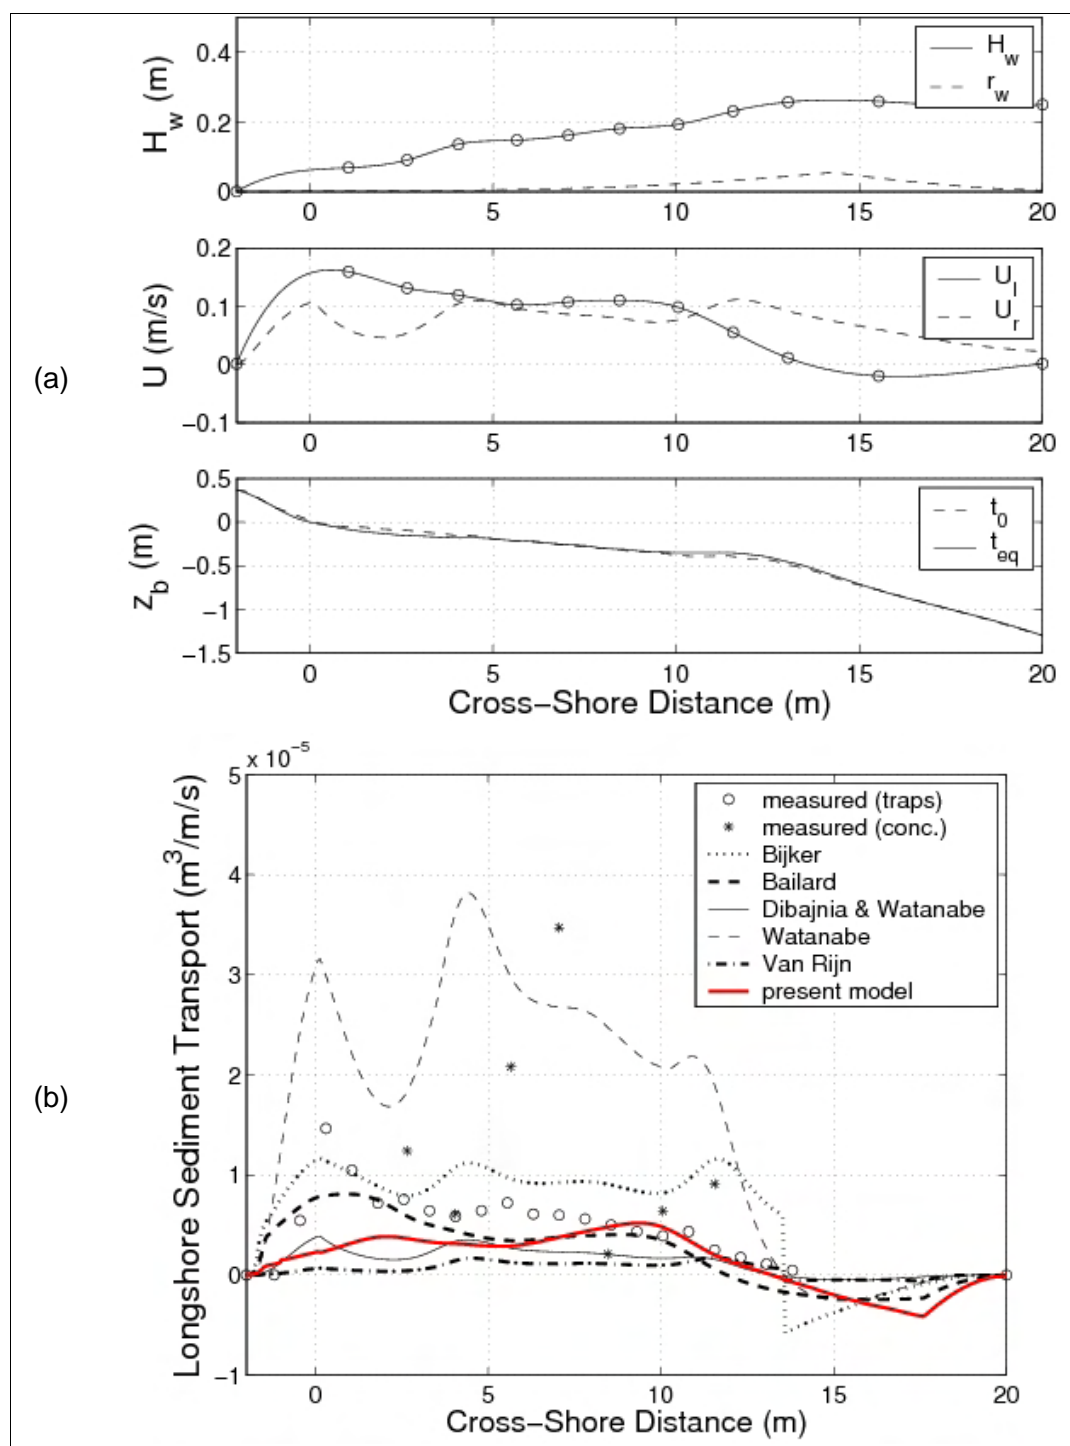 (a)
H_w (m)
0.4
0.2
0
H_w
r_w
0 5 10 15 20
U (m/s)
0.2
0.1
0
−0.1
U_l
U_r
0 5 10 15 20
z_b (m)
0.5
0
−0.5
−1
−1.5
t_0
t_eq
0 5 10 15 20
Cross−Shore Distance (m)
(b)
Longshore Sediment Transport (m^3/m/s)
x 10^−5
5
4
3
2
1
0
−1
measured (traps)
measured (conc.)
Bijker
Bailard
Dibajnia & Watanabe
Watanabe
Van Rijn
present model
0 5 10 15 20
Cross−Shore Distance (m)